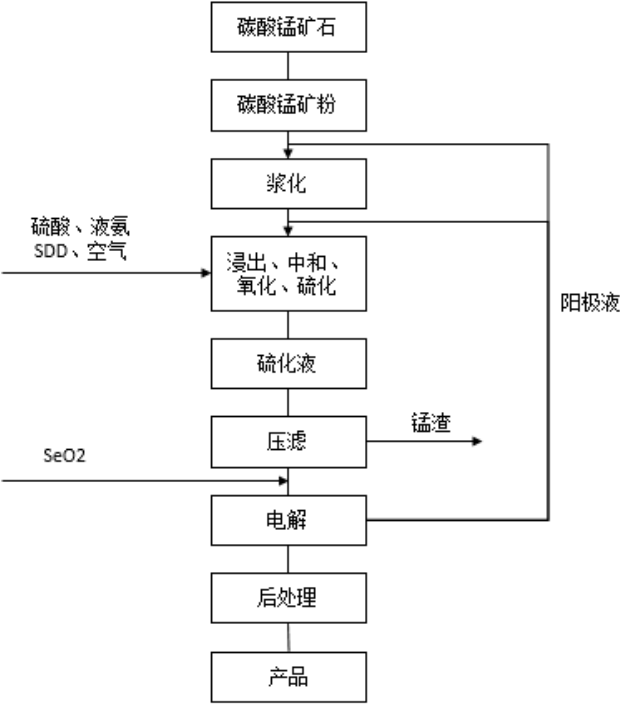 碳酸锰矿石
碳酸锰矿粉
浆化
硫酸、液氨
SDD、空气
浸出、中和、
氧化、硫化
阳极液
硫化液
压滤
锰渣
SeO2
电解
后处理
产品